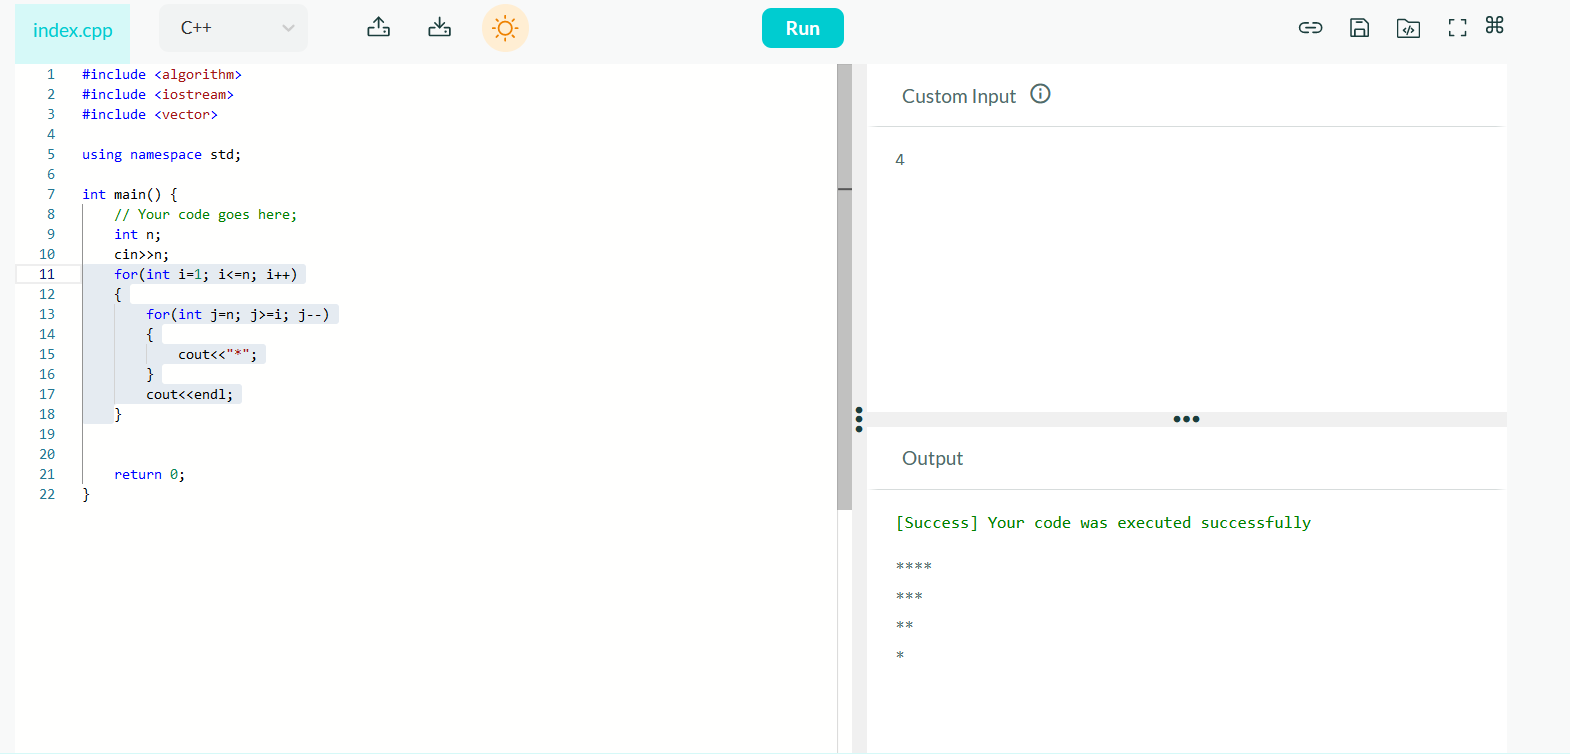 index.cpp
C++
Run
1 #include <algorithm>
2 #include <iostream>
3 #include <vector>
4
5 using namespace std;
6
7 int main() {
8     // Your code goes here;
9     int n;
10     cin>>n;
11     for(int i=1; i<=n; i++)
12     {
13         for(int j=n; j>=i; j--)
14         {
15             cout<<"*";
16         }
17         cout<<endl;
18     }
19
20
21     return 0;
22 }
Custom Input
4
Output
[Success] Your code was executed successfully
****
***
**
*